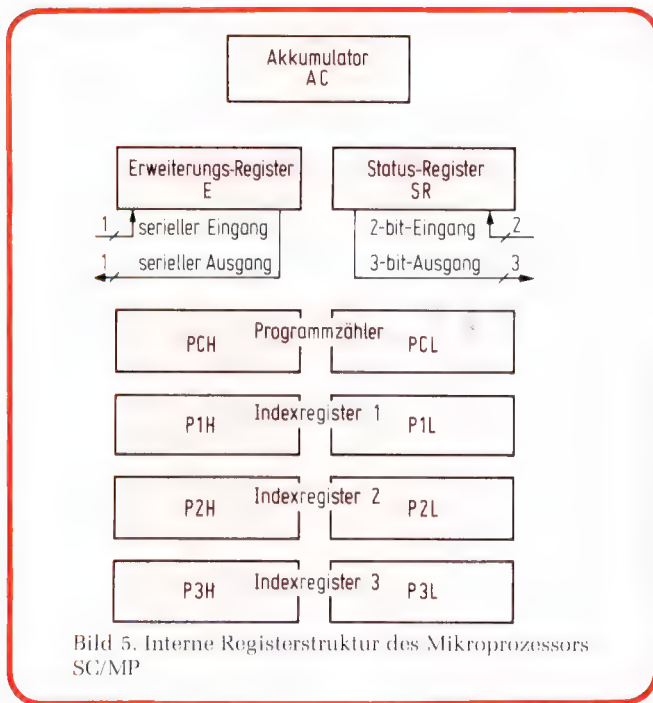 Akkumulator
AC
Erweiterungs-Register
E
Status-Register
SR
1 serieller Eingang
2-bit-Eingang 2
1 serieller Ausgang
3-bit-Ausgang 3
Programmzähler
PCH PCL
Indexregister 1
P1H P1L
Indexregister 2
P2H P2L
Indexregister 3
P3H P3L
Bild 5. Interne Registerstruktur des Mikroprozessors
SC/MP